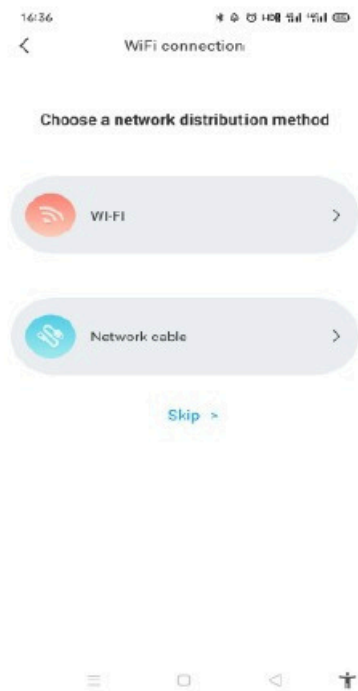 16:36
WiFi connection
Choose a network distribution method
WI-FI
Network cable
Skip >